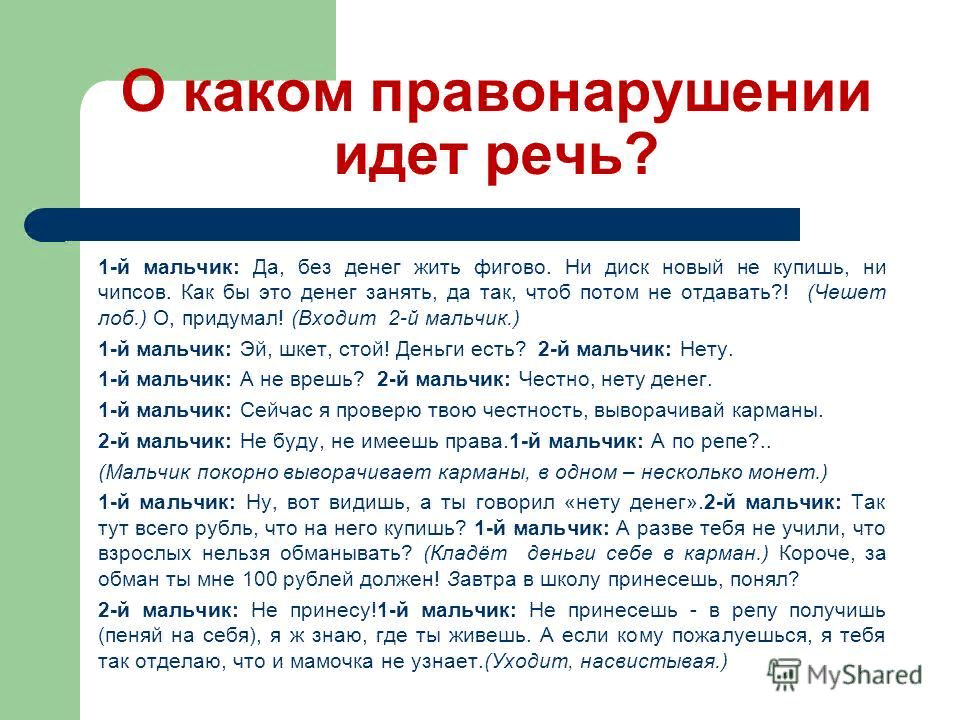 О каком правонарушении
идет речь?
1-й мальчик: Да, без денег жить фигово. Ни диск новый не купишь, ни
чипсов. Как бы это денег занять, да так, чтоб потом не отдавать?! (Чешет
лоб.) О, придумал! (Входит 2-й мальчик.)
1-й мальчик: Эй, шкет, стой! Деньги есть? 2-й мальчик: Нету.
1-й мальчик: А не врешь? 2-й мальчик: Честно, нету денег.
1-й мальчик: Сейчас я проверю твою честность, выворачивай карманы.
2-й мальчик: Не буду, не имеешь права.1-й мальчик: А по репе?..
(Мальчик покорно выворачивает карманы, в одном – несколько монет.)
1-й мальчик: Ну, вот видишь, а ты говорил «нету денег».2-й мальчик: Так
тут всего рубль, что на него купишь? 1-й мальчик: А разве тебя не учили, что
взрослых нельзя обманывать? (Кладёт деньги себе в карман.) Короче, за
обман ты мне 100 рублей должен! Завтра в школу принесешь, понял?
2-й мальчик: Не принесу!1-й мальчик: Не принесешь - в репу получишь
(пеняй на себя), я ж знаю, где ты живешь. А если кому пожалуешься, я тебя
так отделаю, что и мамочка не узнает.(Уходит, насвистывая.)
MyShared